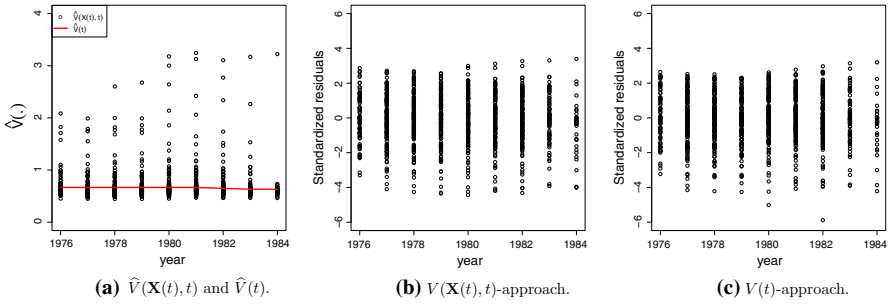 V̂(X(t), t)
V̂(t)
V̂(.)
4
3
2
1
0
1976 1978 1980 1982 1984
year
Standardized residuals
6
4
2
0
−2
−4
−6
1976 1978 1980 1982 1984
year
Standardized residuals
6
4
2
0
−2
−4
−6
1976 1978 1980 1982 1984
year
(a) V̂(X(t), t) and V̂(t).
(b) V(X(t), t)-approach.
(c) V(t)-approach.